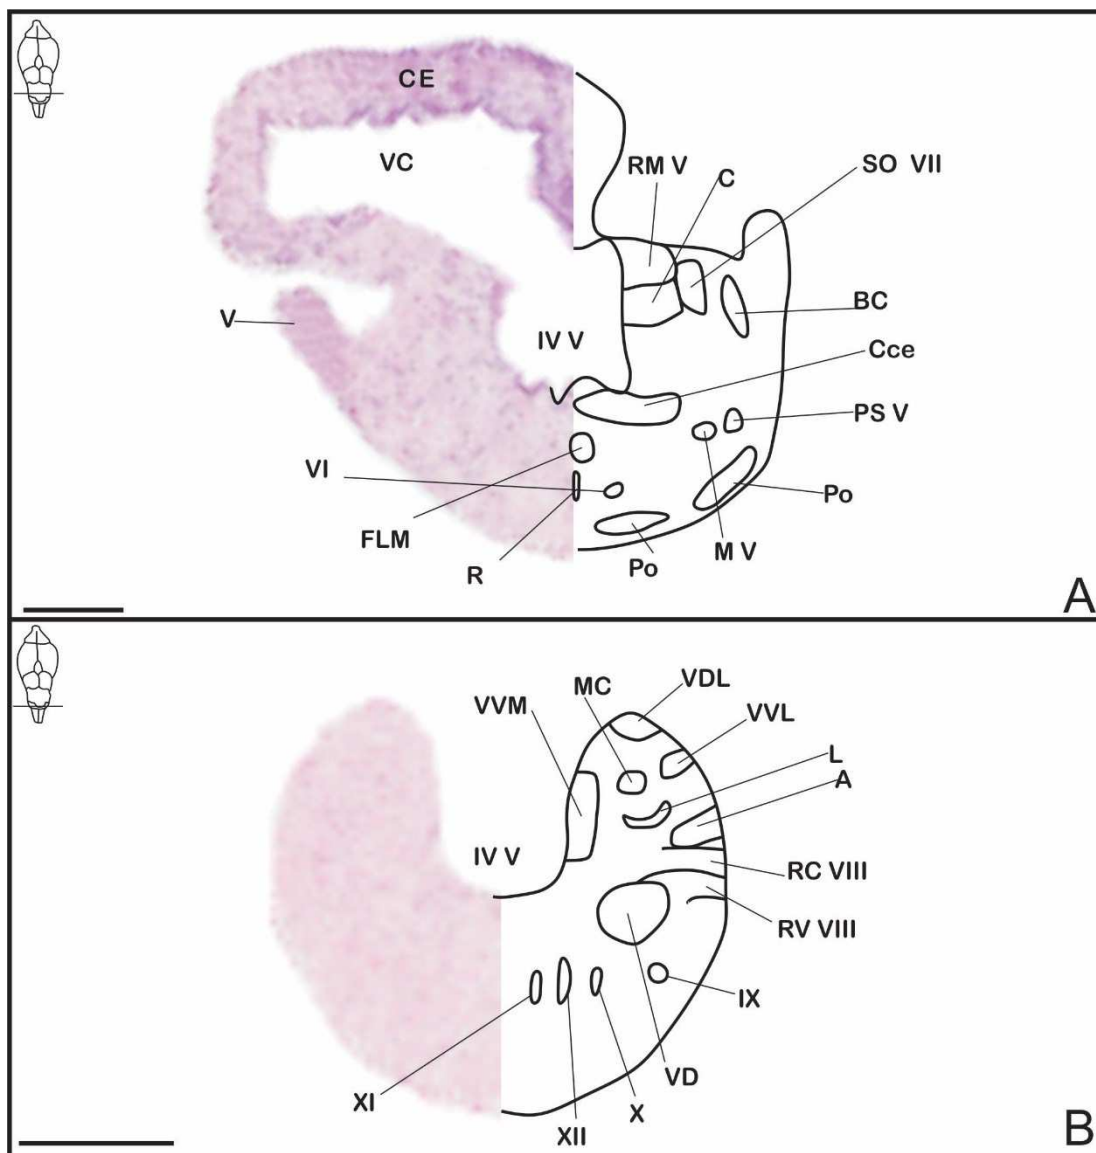 CE
VC
RM V
C
SO VII
V
IV V
BC
Cce
PS V
VI
Po
FLM
M V
R
Po
A
MC
VDL
VVM
VVL
L
A
IV V
RC VIII
RV VIII
IX
VD
XI
X
XII
B